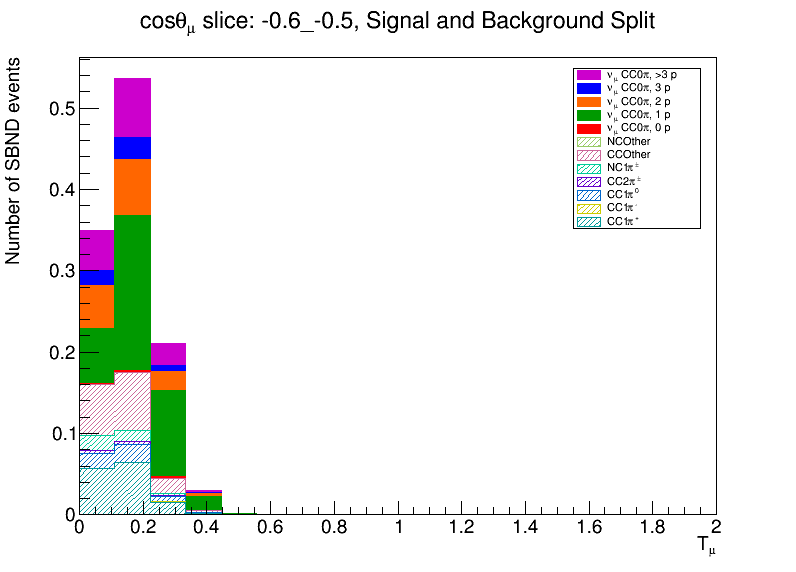 cosθμ slice: -0.6_-0.5, Signal and Background Split
Number of SBND events
0.5
0.4
0.3
0.2
0.1
0
0 0.2 0.4 0.6 0.8 1 1.2 1.4 1.6 1.8 2
Tμ
νμ CC0π, >3 p
νμ CC0π, 3 p
νμ CC0π, 2 p
νμ CC0π, 1 p
νμ CC0π, 0 p
NCOther
CCOther
NC1π±
CC2π±
CC1π⁰
CC1π⁻
CC1π⁺